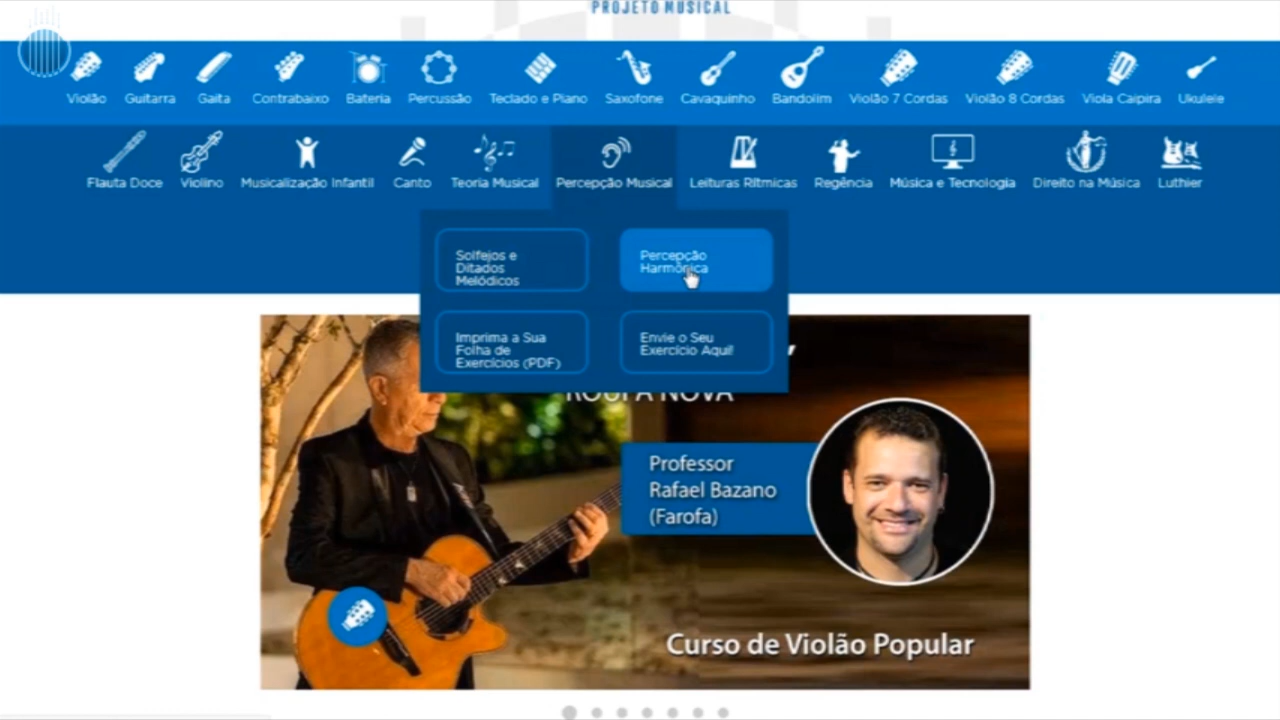 PROJETO MUSICAL
Violão
Guitarra
Gaita
Contrabaixo
Bateria
Percussão
Teclado e Piano
Saxofone
Cavaquinho
Bandolim
Violão 7 Cordas
Violão 8 Cordas
Viola Caipira
Ukulele
Flauta Doce
Violino
Musicalização Infantil
Canto
Teoria Musical
Percepção Musical
Leituras Rítmicas
Regência
Música e Tecnologia
Direito na Música
Luthier
Solfejos e
Ditados
Melódicos
Percepção
Harmônica
Imprima a Sua
Folha de
Exercícios (PDF)
Envie o Seu
Exercício Aqui!
ROUPA NOVA
Professor
Rafael Bazano
(Farofa)
Curso de Violão Popular